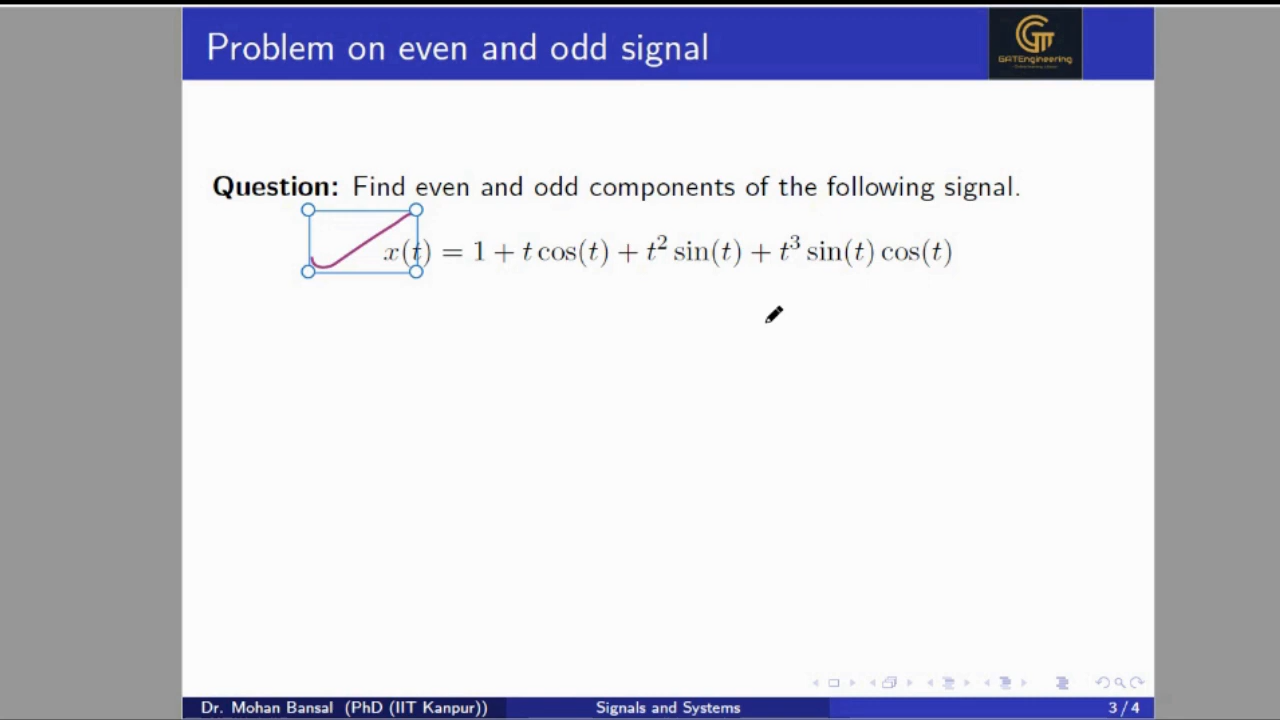 Problem on even and odd signal
GATEngineering
Question: Find even and odd components of the following signal.
x(t) = 1 + t cos(t) + t² sin(t) + t³ sin(t) cos(t)
Dr. Mohan Bansal (PhD (IIT Kanpur)) Signals and Systems 3 / 4